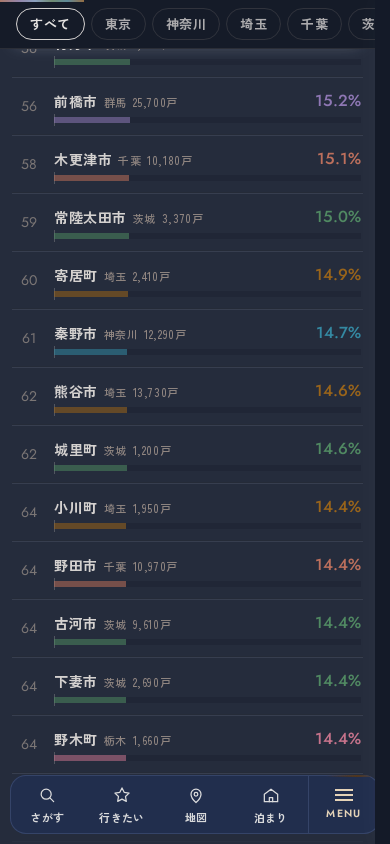 すべて 東京 神奈川 埼玉 千葉 茨
56 前橋市 群馬 25,700戸 15.2%
58 木更津市 千葉 10,180戸 15.1%
59 常陸太田市 茨城 3,370戸 15.0%
60 寄居町 埼玉 2,410戸 14.9%
61 秦野市 神奈川 12,290戸 14.7%
62 熊谷市 埼玉 13,730戸 14.6%
62 城里町 茨城 1,200戸 14.6%
64 小川町 埼玉 1,950戸 14.4%
64 野田市 千葉 10,970戸 14.4%
64 古河市 茨城 9,610戸 14.4%
64 下妻市 茨城 2,690戸 14.4%
64 野木町 栃木 1,660戸 14.4%
さがす 行きたい 地図 泊まり MENU